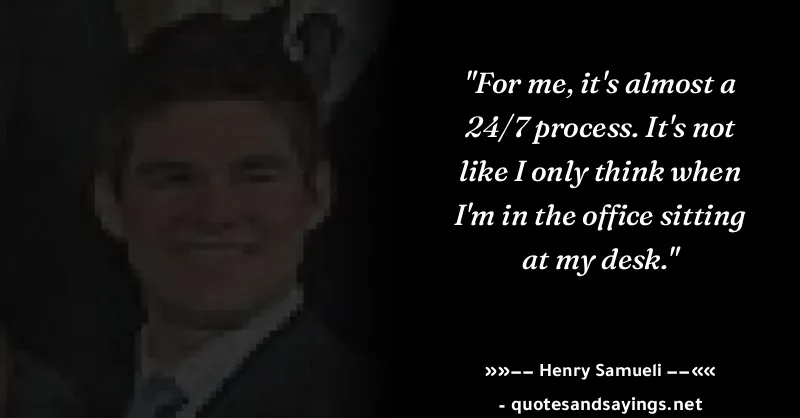 "For me, it's almost a
24/7 process. It's not
like I only think when
I'm in the office sitting
at my desk."
»»–– Henry Samueli ––««
- quotesandsayings.net